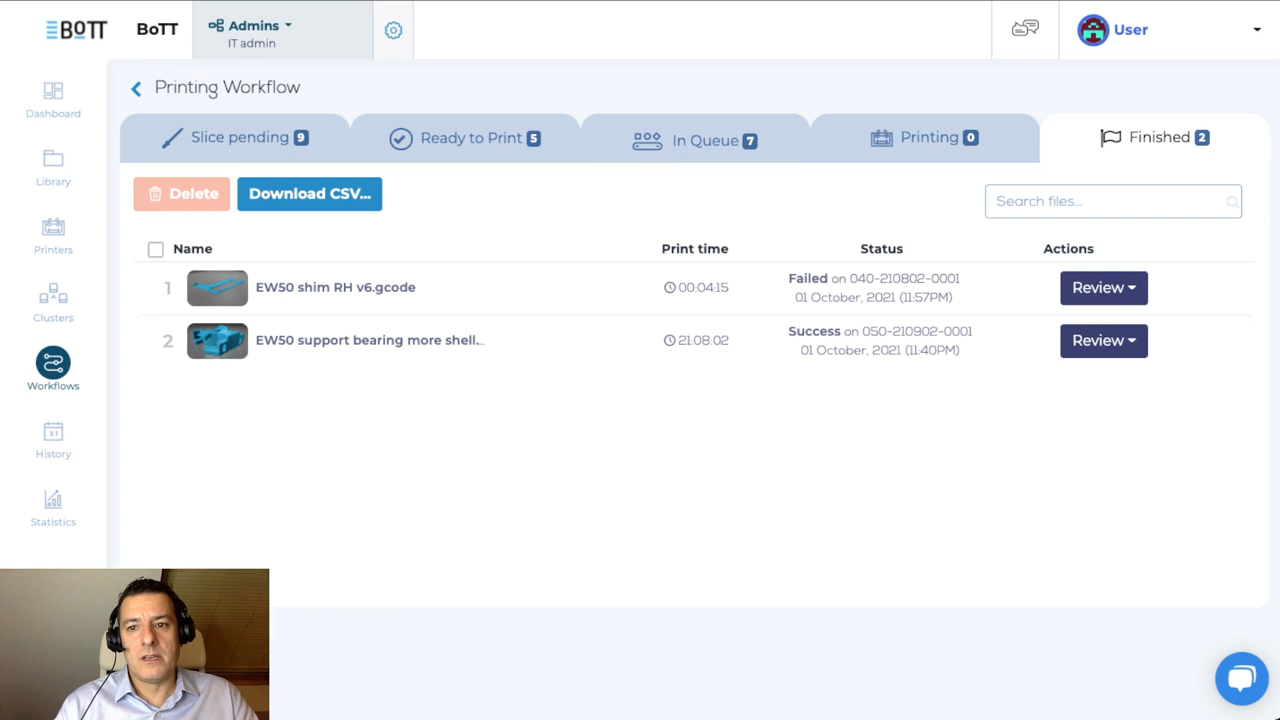 BOTT
BoTT
Admins
IT admin
User
Dashboard
Library
Printers
Clusters
Workflows
History
31
Statistics
Printing Workflow
Slice pending 9
Ready to Print 5
In Queue 7
Printing 0
Finished 2
Delete
Download CSV...
Search files...
Name
Print time
Status
Actions
1
EW50 shim RH v6.gcode
00:04:15
Failed on 040-210802-0001
01 October, 2021 (11:57PM)
Review
2
EW50 support bearing more shell...
21:08:02
Success on 050-210902-0001
01 October, 2021 (11:40PM)
Review